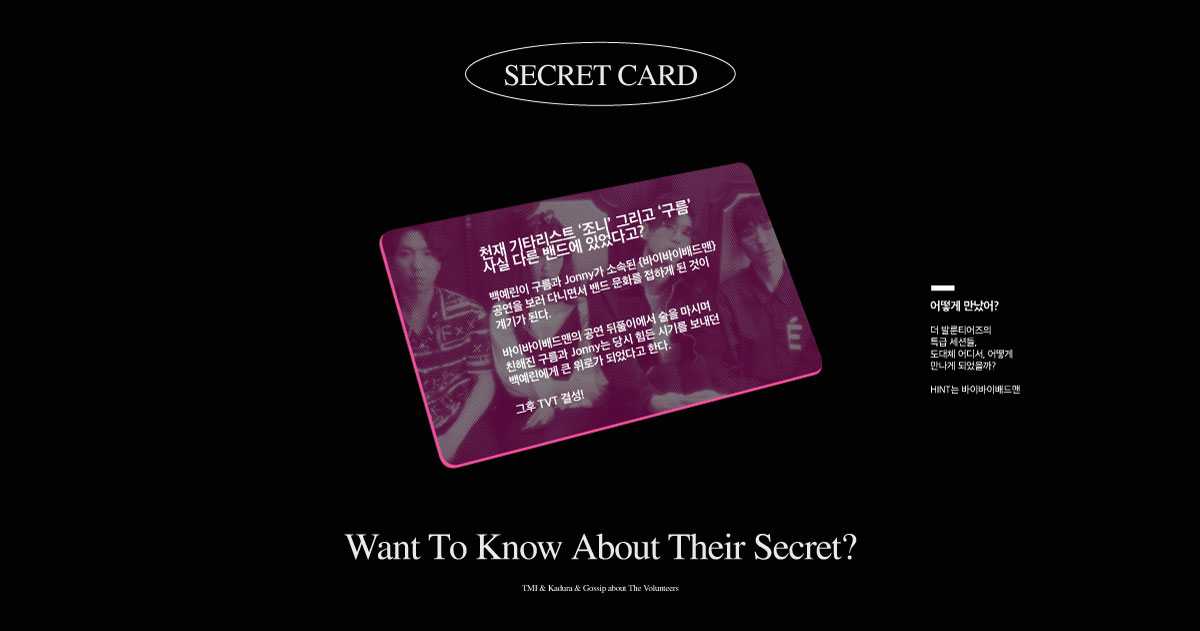 SECRET CARD
천재 기타리스트 ‘조니’ 그리고 ‘구름’
사실 다른 밴드에 있었다고?
백예린이 구름과 Jonny가 소속된 {바이바이배드맨}
공연을 보러 다니면서 밴드 문화를 접하게 된 것이
계기가 된다.
바이바이배드맨의 공연 뒤풀이에서 술을 마시며
친해진 구름과 Jonny는 당시 힘든 시기를 보내던
백예린에게 큰 위로가 되었다고 한다.
그후 TVT 결성!
어떻게 만났어?
더 발룬티어즈의
특급 세션들,
도대체 어디서, 어떻게
만나게 되었을까?
HINT는 바이바이배드맨
Want To Know About Their Secret?
TMI & Kadura & Gossip about The Volunteers